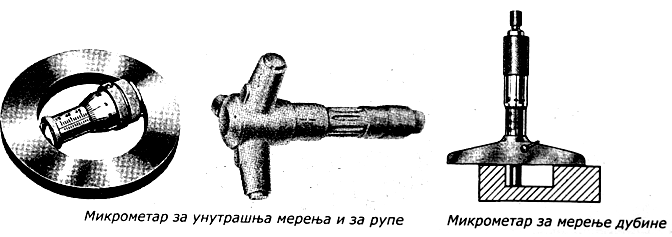 Микрометар за унутрашња мерења и за рупе
Микрометар за мерење дубине